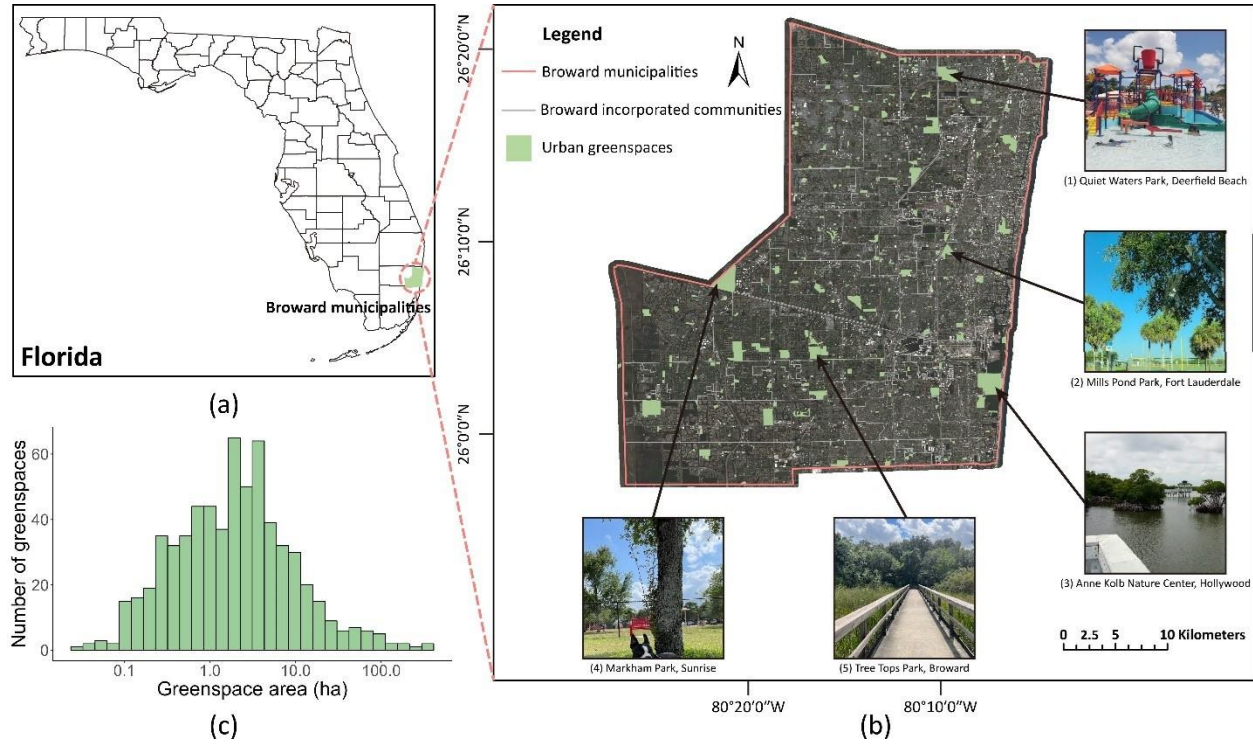 Broward municipalities
Florida
(a)
Legend
Broward municipalities
Broward incorporated communities
Urban greenspaces
N
26°20'0"N
26°10'0"N
26°0'0"N
80°20'0"W
80°10'0"W
(1) Quiet Waters Park, Deerfield Beach
(2) Mills Pond Park, Fort Lauderdale
(3) Anne Kolb Nature Center, Hollywood
(4) Markham Park, Sunrise
(5) Tree Tops Park, Broward
0 2.5 5 10 Kilometers
(b)
Number of greenspaces
60
40
20
0
0.1 1.0 10.0 100.0
Greenspace area (ha)
(c)